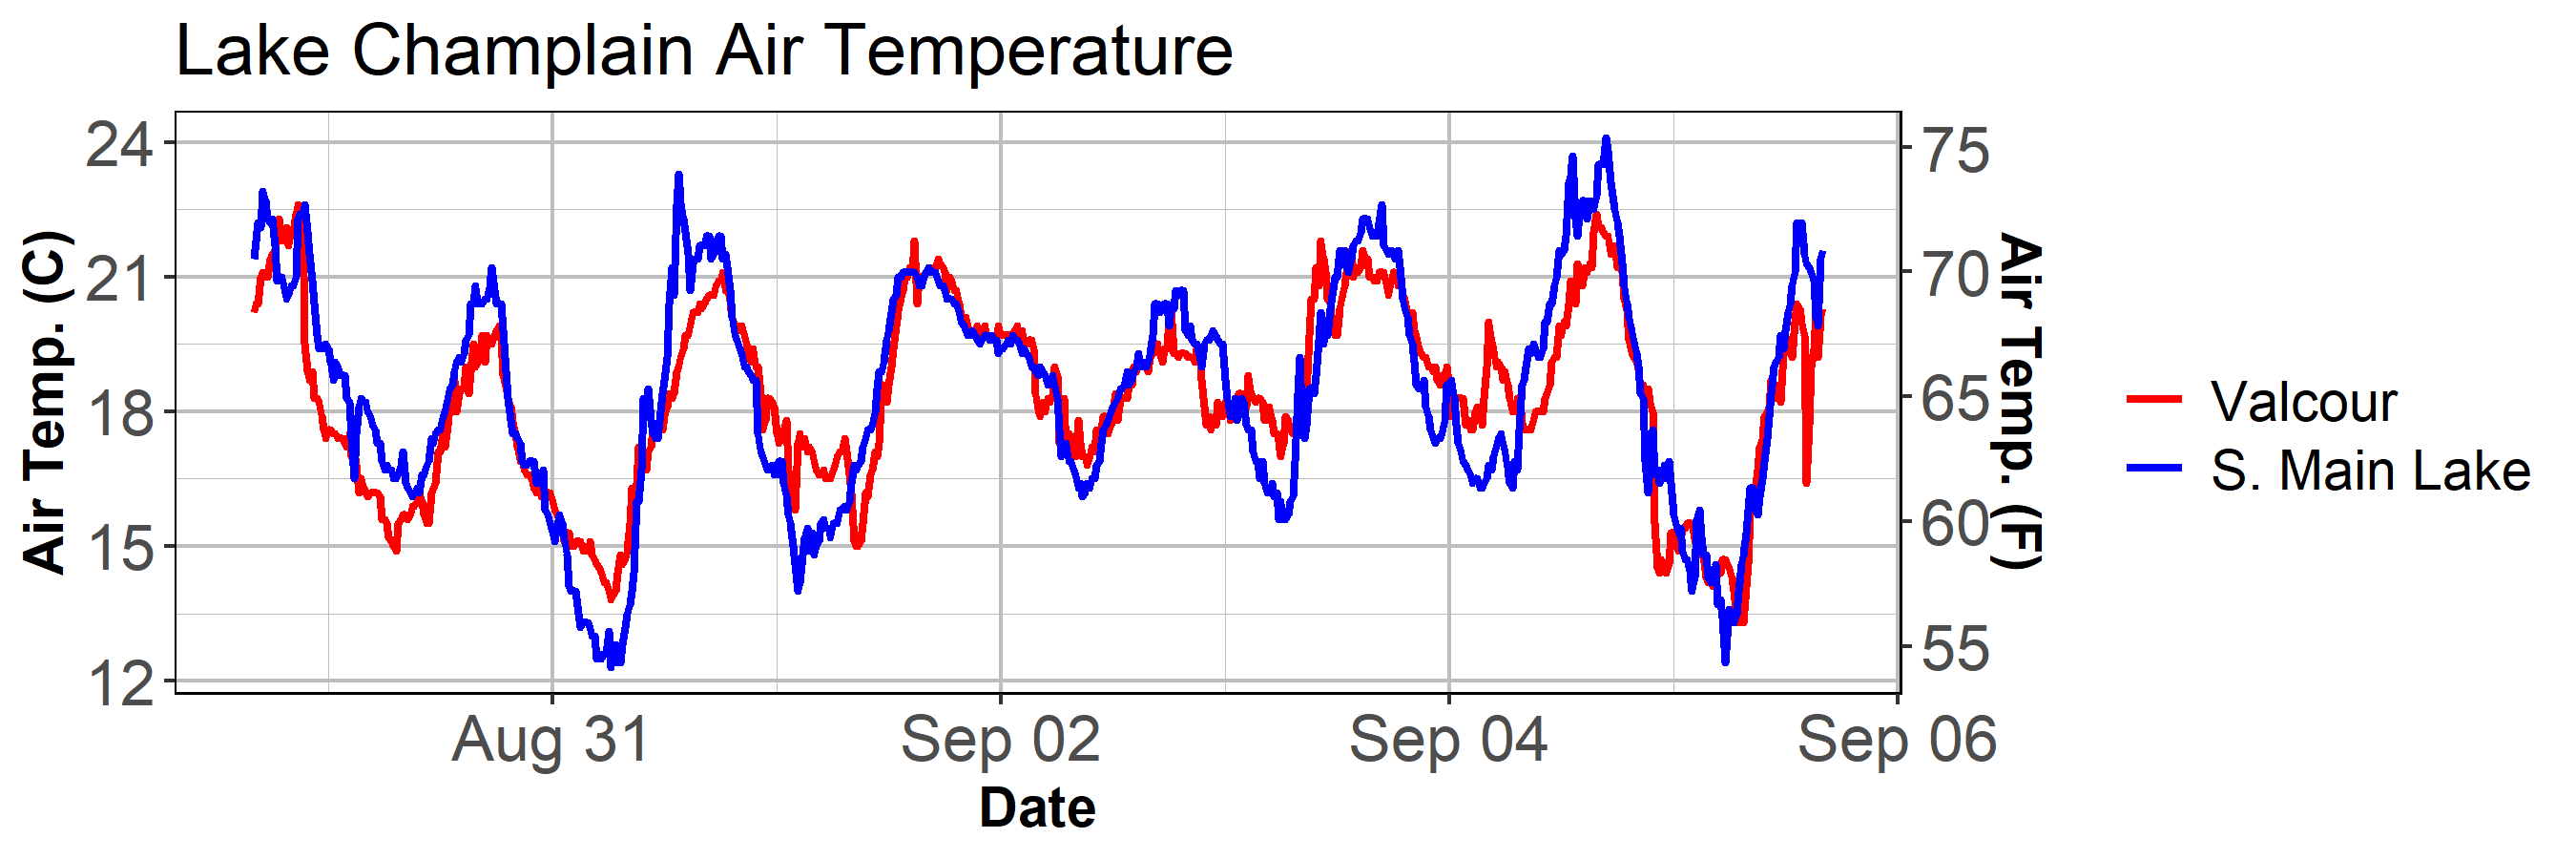 Lake Champlain Air Temperature
Air Temp. (C)
24
21
18
15
12
75
70
65
60
55
Air Temp. (F)
Aug 31
Sep 02
Sep 04
Sep 06
Date
Valcour
S. Main Lake